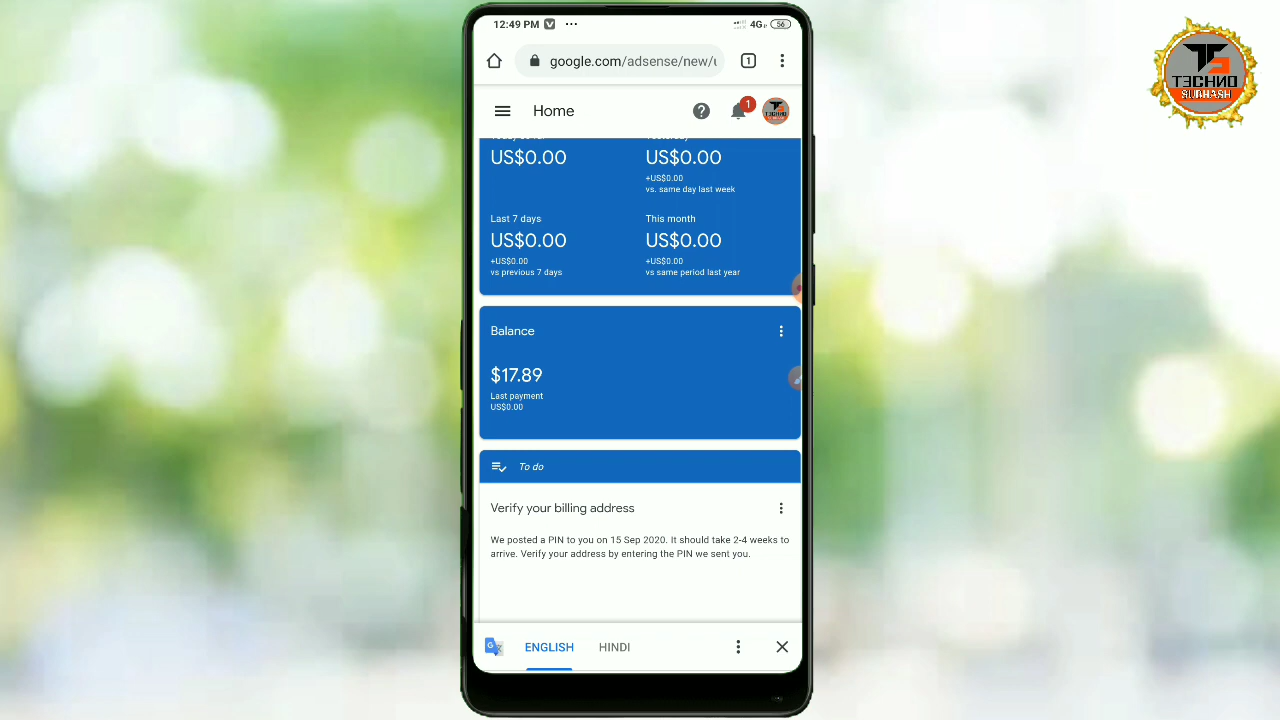 12:49 PM V ...
4G 56
google.com/adsense/new/u
1
Home
1
US$0.00
US$0.00
+US$0.00
vs. same day last week
Last 7 days
This month
US$0.00
US$0.00
+US$0.00
+US$0.00
vs previous 7 days
vs same period last year
Balance
$17.89
Last payment
US$0.00
To do
Verify your billing address
We posted a PIN to you on 15 Sep 2020. It should take 2-4 weeks to
arrive. Verify your address by entering the PIN we sent you.
ENGLISH
HINDI
TECHNO
SUBHASH